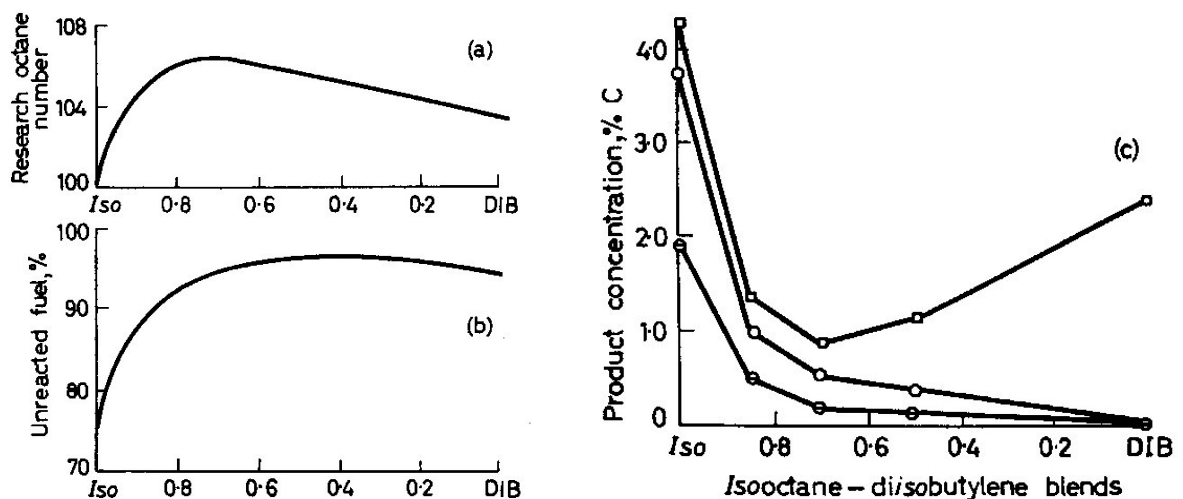 108
104
100
Research octane
number
(a)
Iso 0·8 0·6 0·4 0·2 DIB
100
90
80
70
Unreacted fuel,%
(b)
Iso 0·8 0·6 0·4 0·2 DIB
4·0
3·0
2·0
1·0
0
Product concentration,% C
(c)
Iso 0·8 0·6 0·4 0·2 DIB
Isooctane – diisobutylene blends